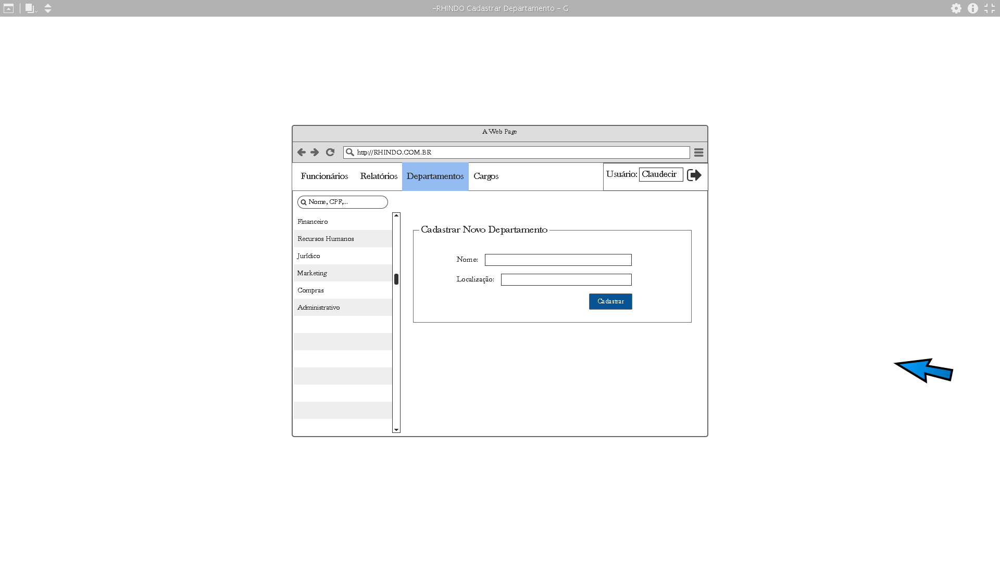 -RHINDO Cadastrar Departamento - G
A Web Page
http://RHINDO.COM.BR
Funcionários Relatórios Departamentos Cargos Usuário: Claudecir
Nome, CPF,...
Financeiro
Recursos Humanos
Jurídico
Marketing
Compras
Administrativo
Cadastrar Novo Departamento
Nome:
Localização:
Cadastrar